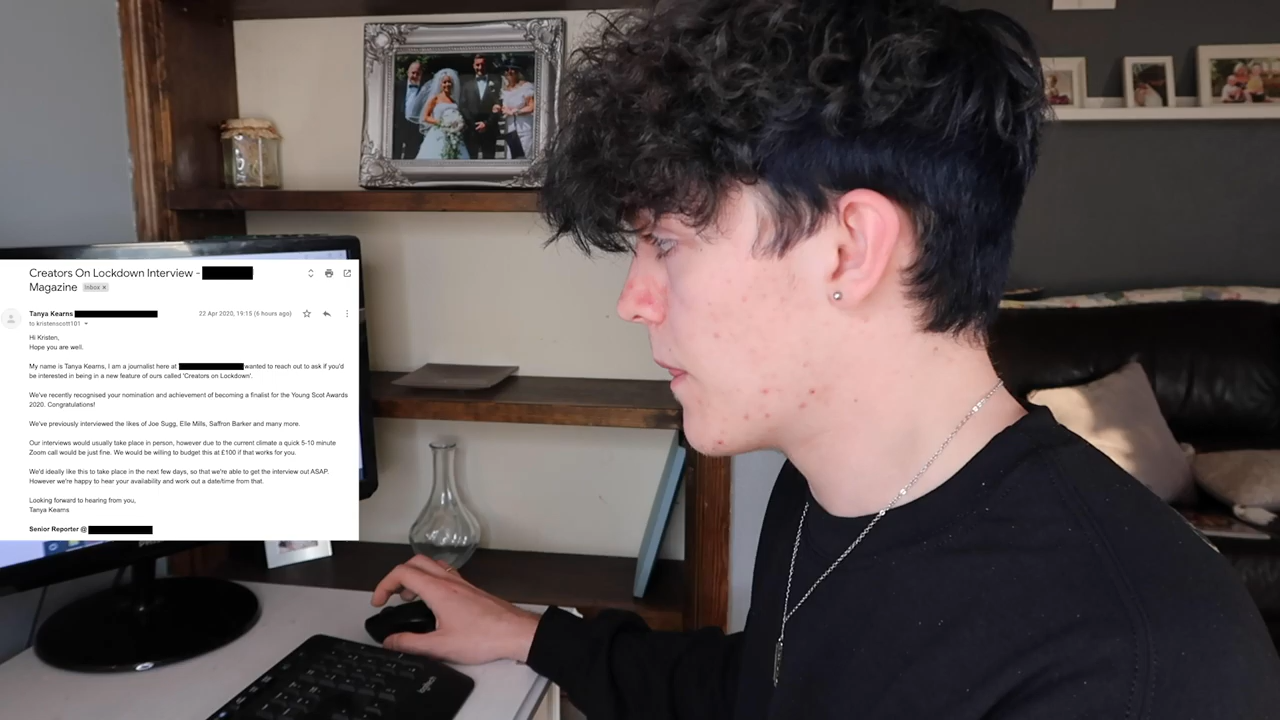 Creators On Lockdown Interview -
Magazine Inbox ×
Tanya Kearns
22 Apr 2020, 19:15 (6 hours ago)
to kristenscott101
Hi Kristen,
Hope you are well.
My name is Tanya Kearns, I am a journalist here at wanted to reach out to ask if you'd
be interested in being in a new feature of ours called 'Creators on Lockdown'.
We've recently recognised your nomination and achievement of becoming a finalist for the Young Scot Awards
2020. Congratulations!
We've previously interviewed the likes of Joe Sugg, Elle Mills, Saffron Barker and many more.
Our interviews would usually take place in person, however due to the current climate a quick 5-10 minute
Zoom call would be just fine. We would be willing to budget this at £100 if that works for you.
We'd ideally like this to take place in the next few days, so that we're able to get the interview out ASAP.
However we're happy to hear your availability and work out a date/time from that.
Looking forward to hearing from you,
Tanya Kearns
Senior Reporter @
logitech